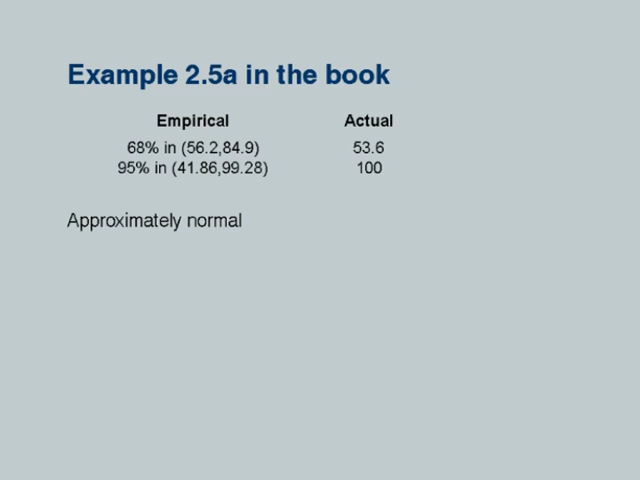 Example 2.5a in the book
Empirical Actual
68% in (56.2,84.9) 53.6
95% in (41.86,99.28) 100
Approximately normal